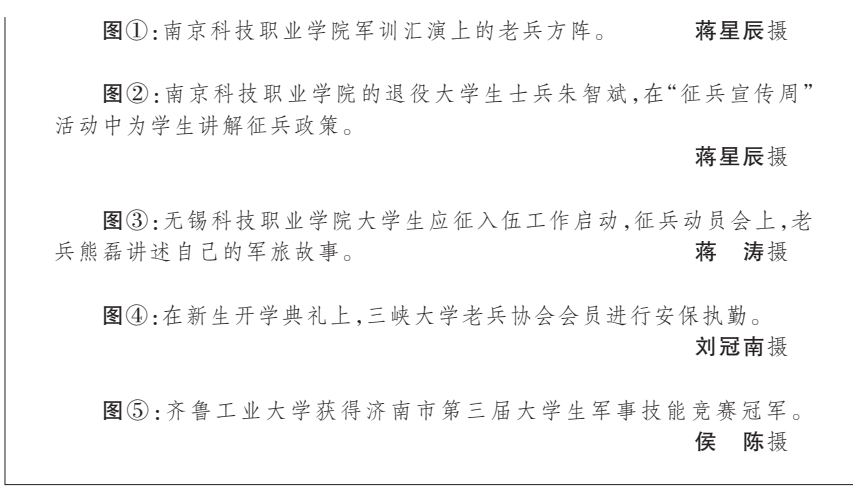 图①:南京科技职业学院军训汇演上的老兵方阵。 蒋星辰摄
图②:南京科技职业学院的退役大学生士兵朱智斌,在“征兵宣传周”
活动中为学生讲解征兵政策。
蒋星辰摄
图③:无锡科技职业学院大学生应征入伍工作启动,征兵动员会上,老
兵熊磊讲述自己的军旅故事。 蒋　涛摄
图④:在新生开学典礼上,三峡大学老兵协会会员进行安保执勤。
刘冠南摄
图⑤:齐鲁工业大学获得济南市第三届大学生军事技能竞赛冠军。
侯　陈摄